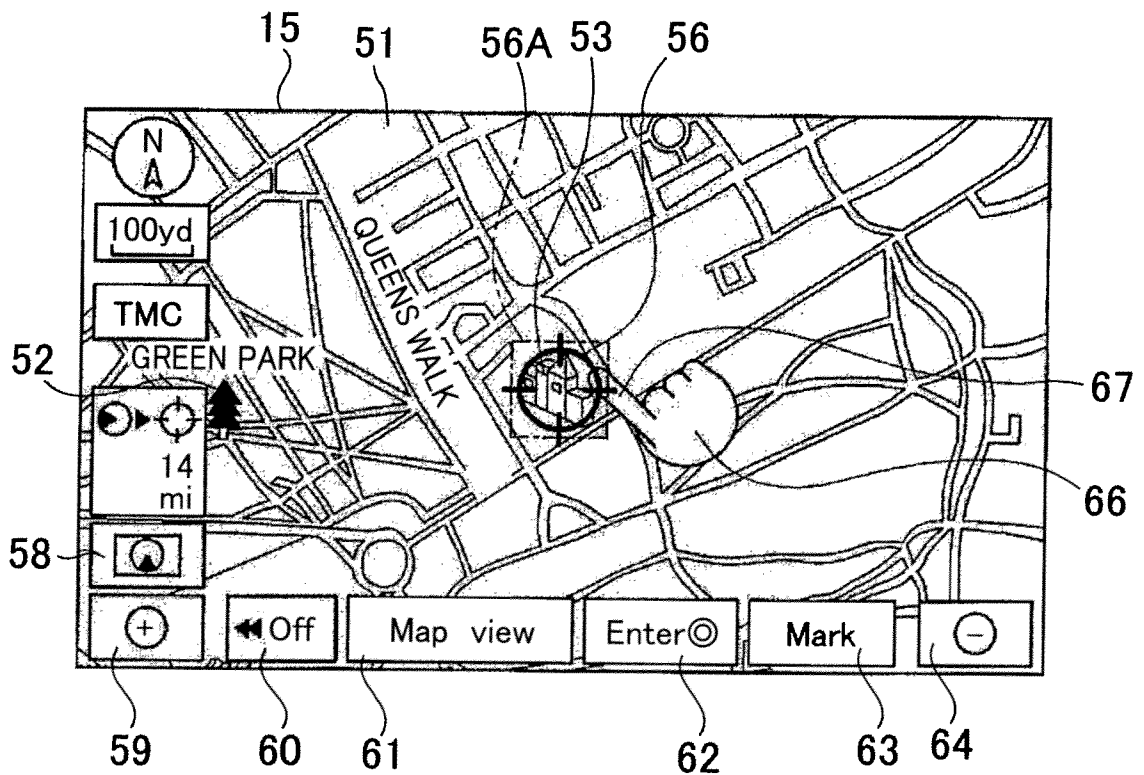 15 51 56A 53 56
N
100yd
TMC
QUEENS WALK
GREEN PARK
52
14
mi
67
66
58
Off Map view Enter Mark
59 60 61 62 63 64